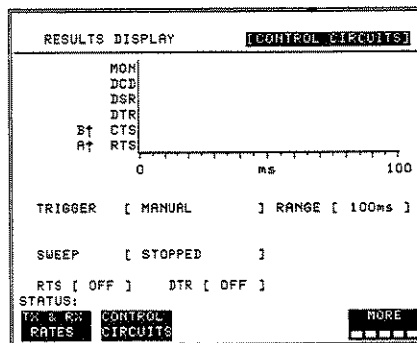 RESULTS DISPLAY [CONTROL CIRCUITS]
MON
DCD
DSR
DTR
B↑ CTS
A↑ RTS
0 ms 100
TRIGGER [ MANUAL ] RANGE [ 100ms ]
SWEEP [ STOPPED ]
RTS [ OFF ] DTR [ OFF ]
STATUS:
TX & RX CONTROL MORE
RATES CIRCUITS